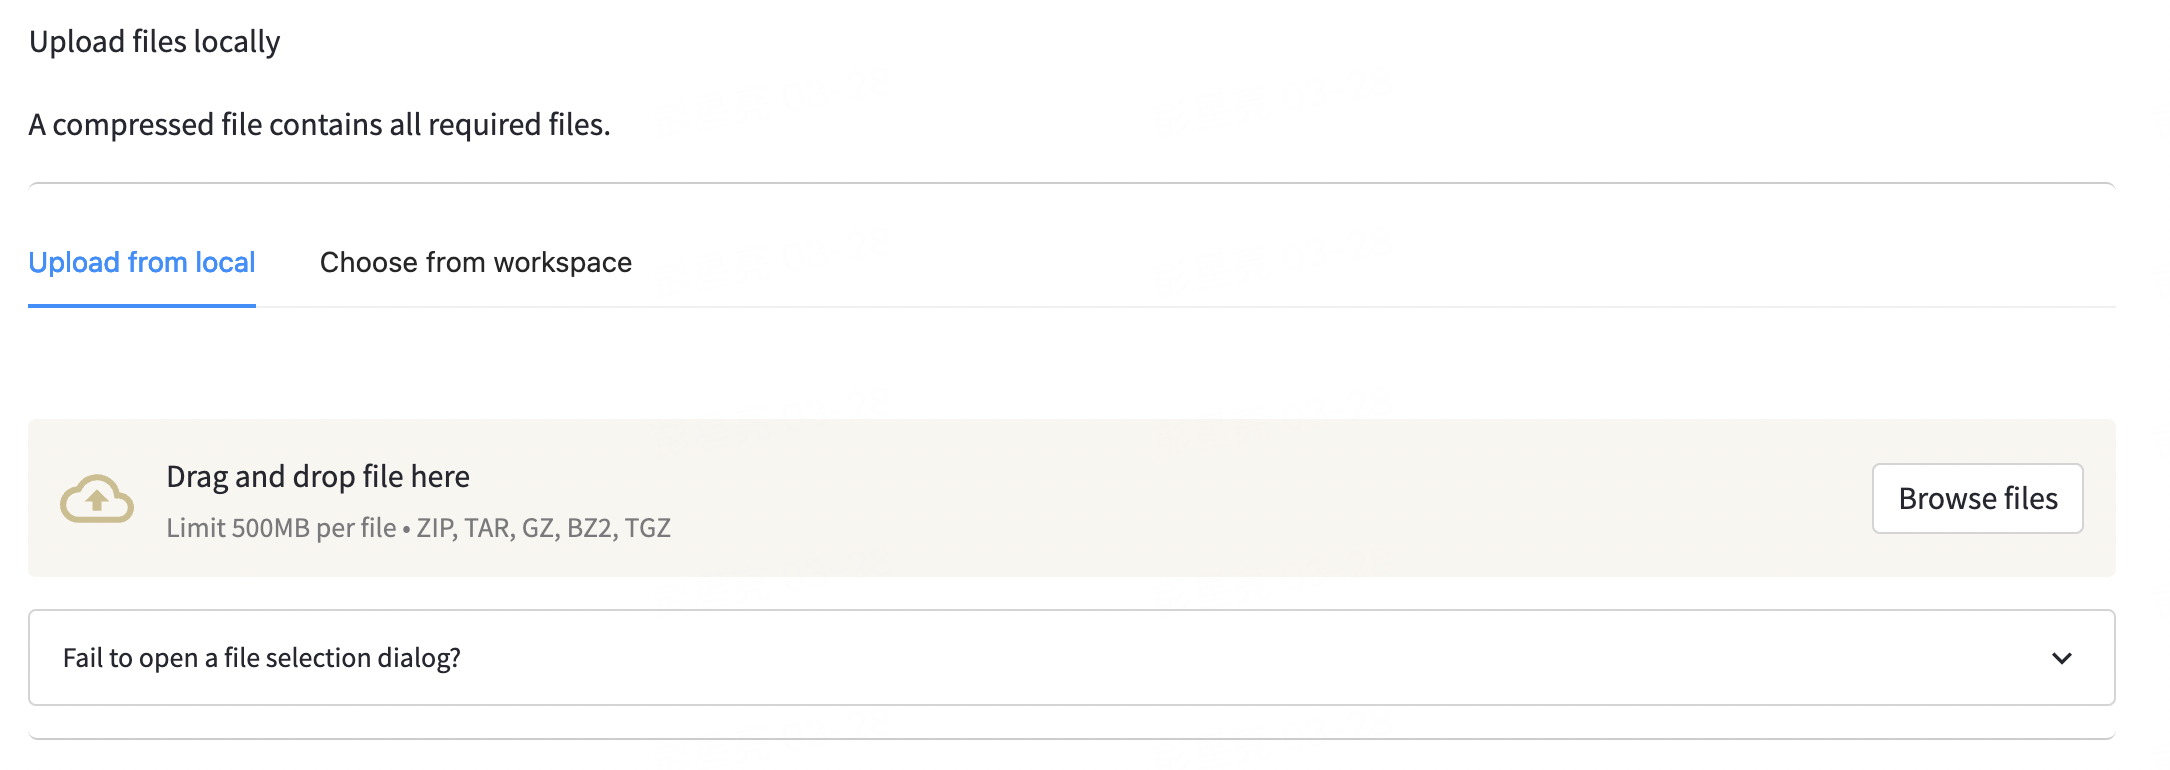 Upload files locally
A compressed file contains all required files.
Upload from local
Choose from workspace
Drag and drop file here
Limit 500MB per file • ZIP, TAR, GZ, BZ2, TGZ
Browse files
Fail to open a file selection dialog?